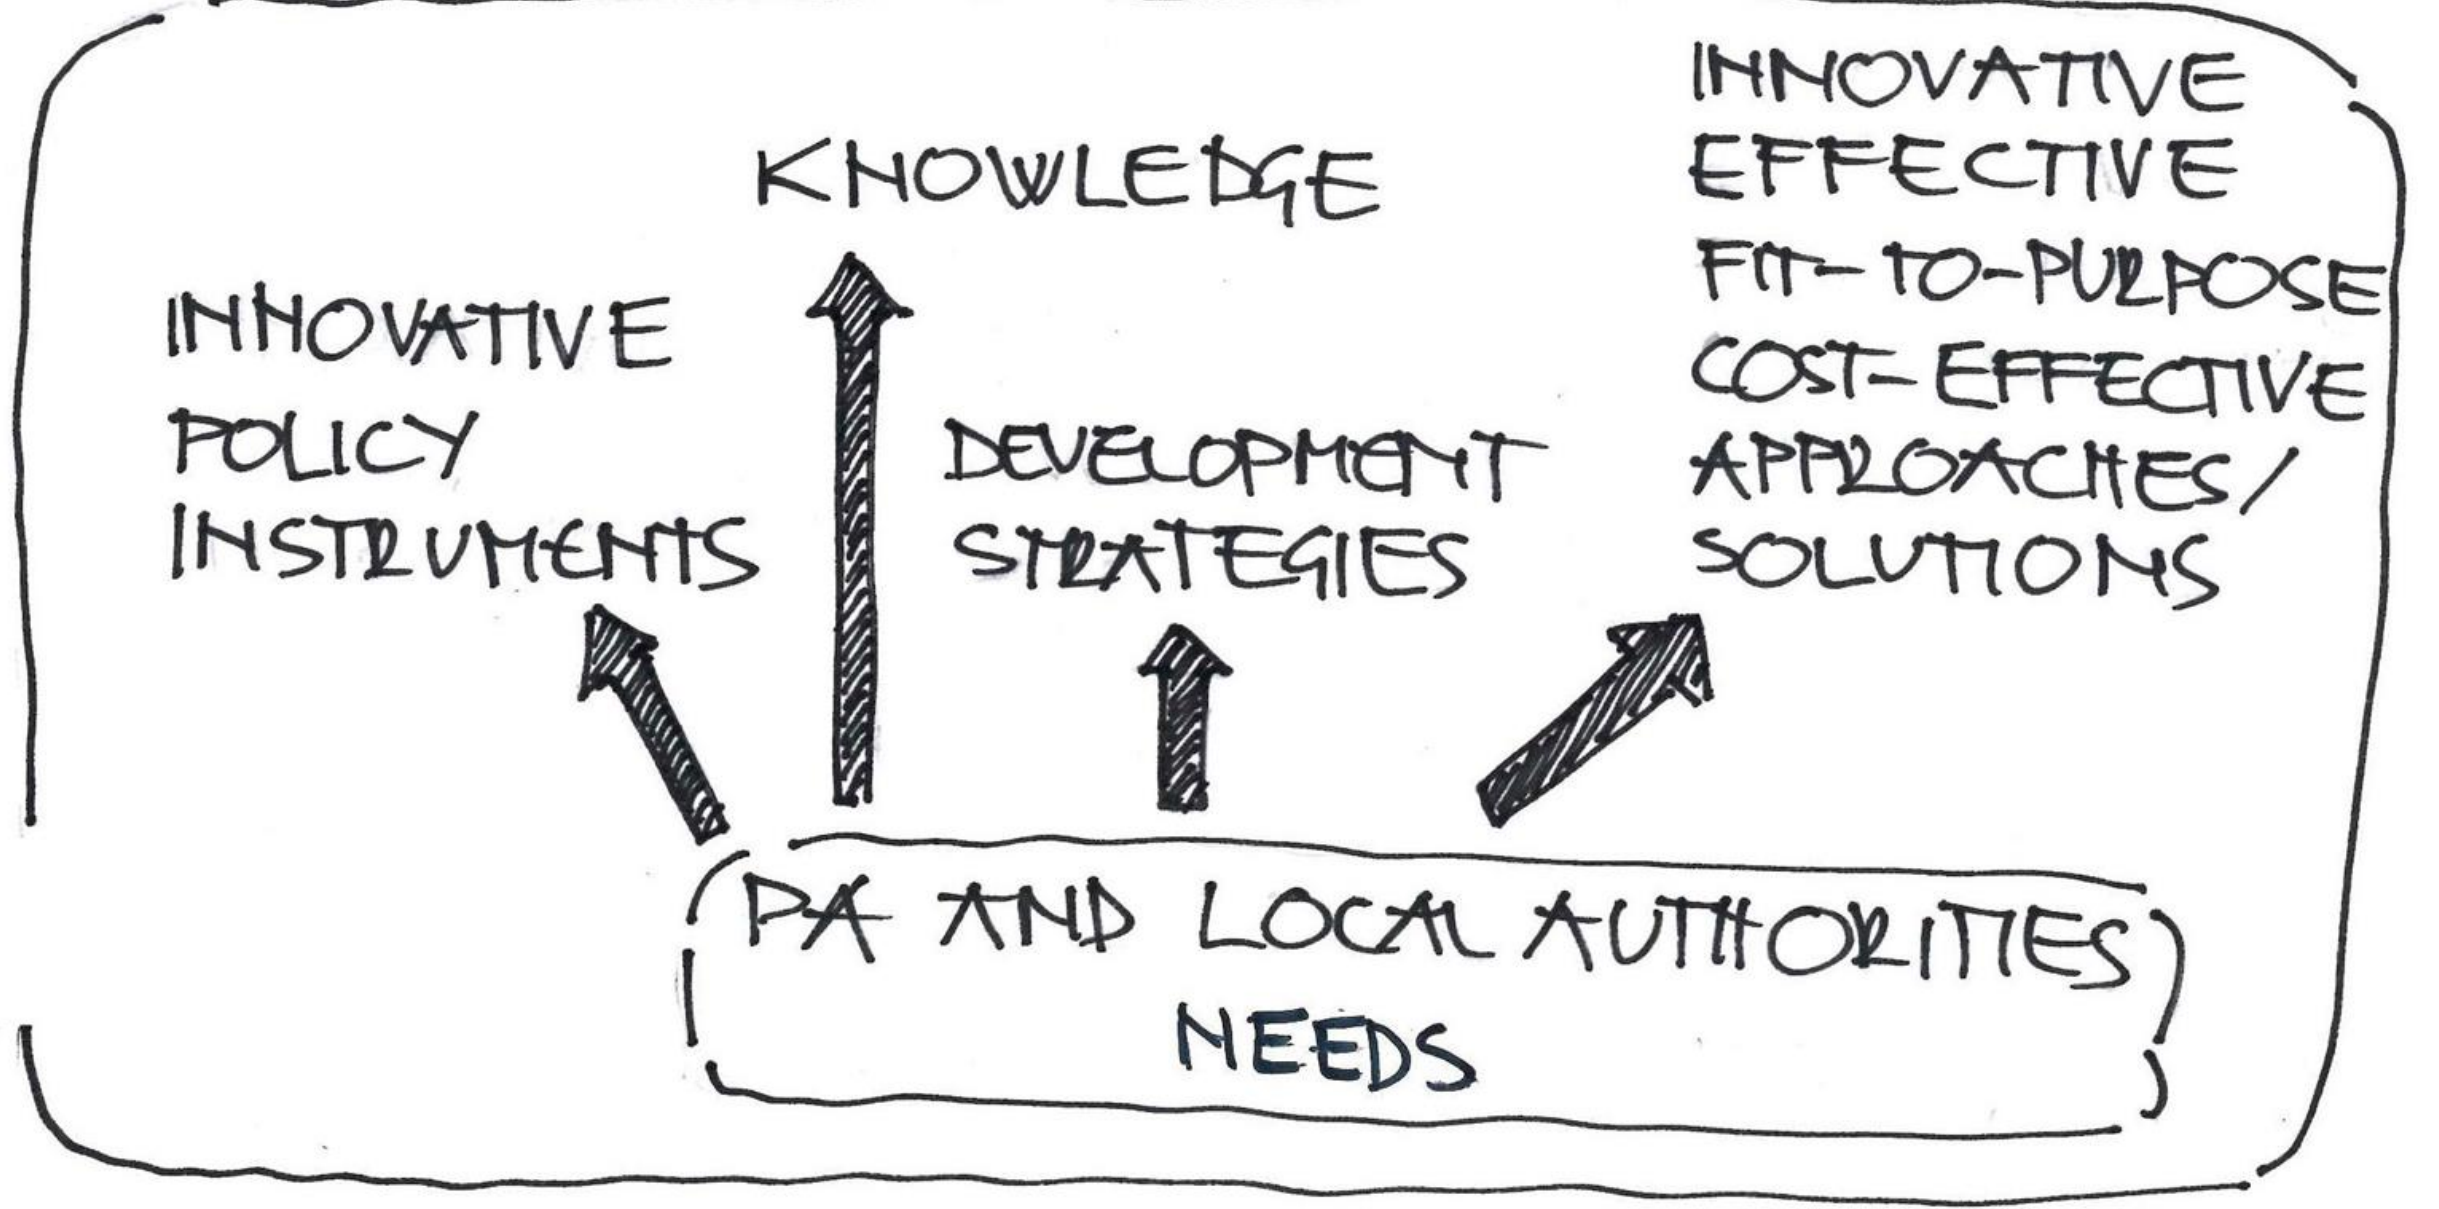 INNOVATIVE
POLICY
INSTRUMENTS
KNOWLEDGE
DEVELOPMENT
STRATEGIES
INNOVATIVE
EFFECTIVE
FIT-TO-PURPOSE
COST-EFFECTIVE
APPROACHES/
SOLUTIONS
PA AND LOCAL AUTHORITIES
NEEDS